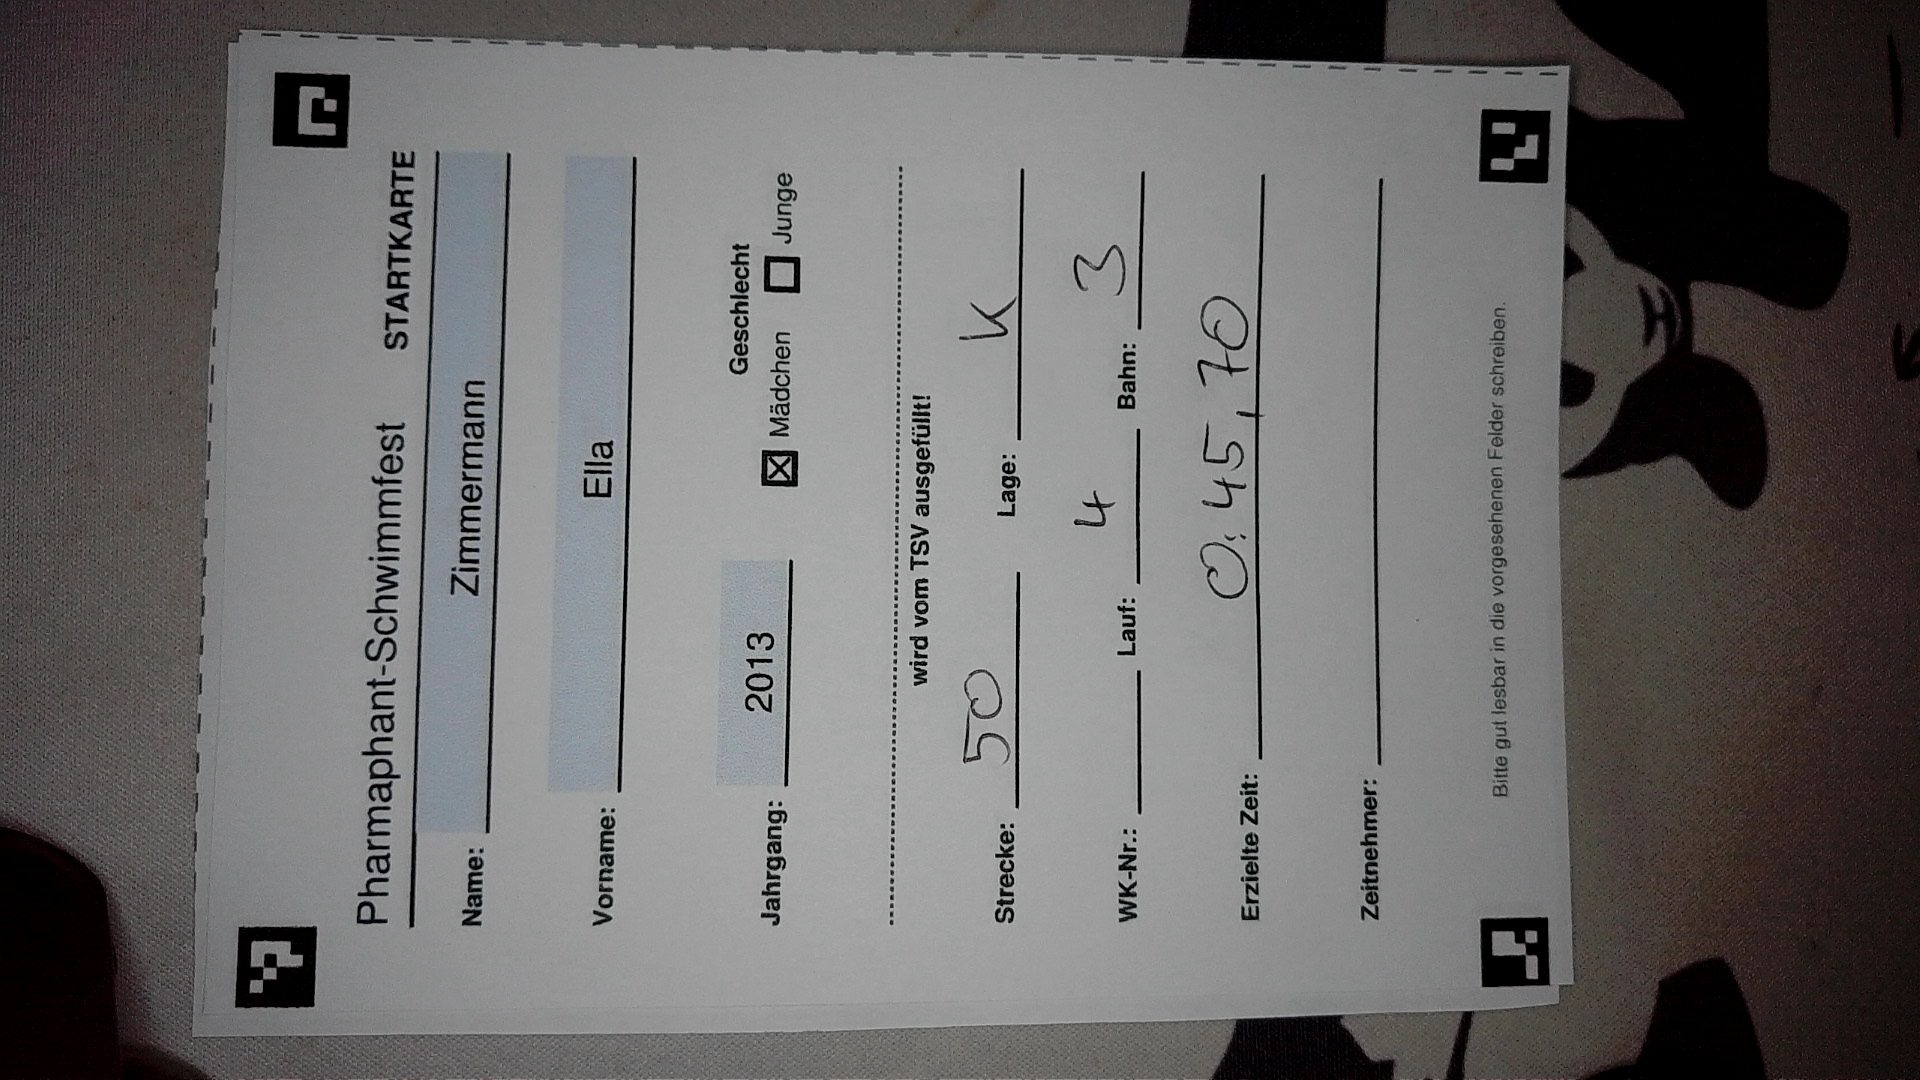 Pharmaphant-Schwimmfest STARTKARTE
Name: Zimmermann
Vorname: Ella
Geschlecht
Jahrgang: 2013 ☒ Mädchen ☐ Junge
wird vom TSV ausgefüllt!
Strecke: 50 Lage: K
WK-Nr.: Lauf: 4 Bahn: 3
Erzielte Zeit: 0:45,70
Zeitnehmer:
Bitte gut lesbar in die vorgesehenen Felder schreiben.